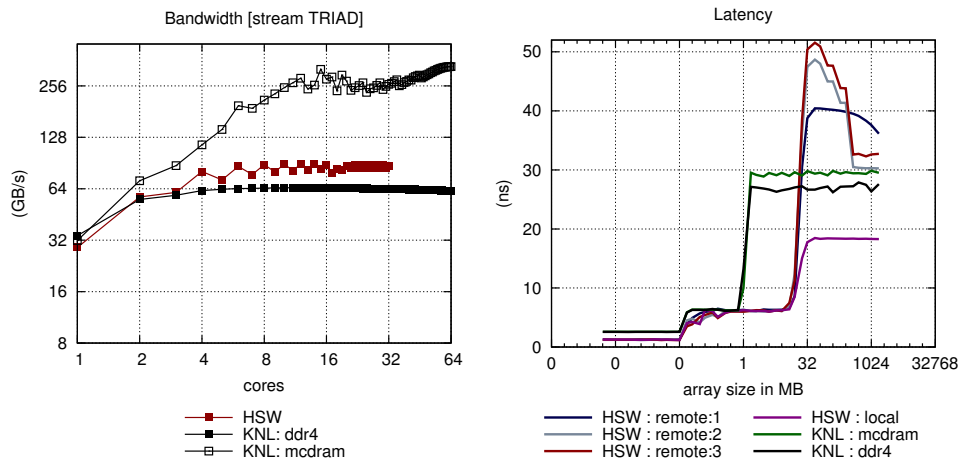 Bandwidth [stream TRIAD]
(GB/s)
256
128
64
32
16
8
1 2 4 8 16 32 64
cores
HSW
KNL: ddr4
KNL: mcdram
Latency
(ns)
50
40
30
20
10
0
0 0 0 1 32 1024 32768
array size in MB
HSW : remote:1
HSW : remote:2
HSW : remote:3
HSW : local
KNL : mcdram
KNL : ddr4